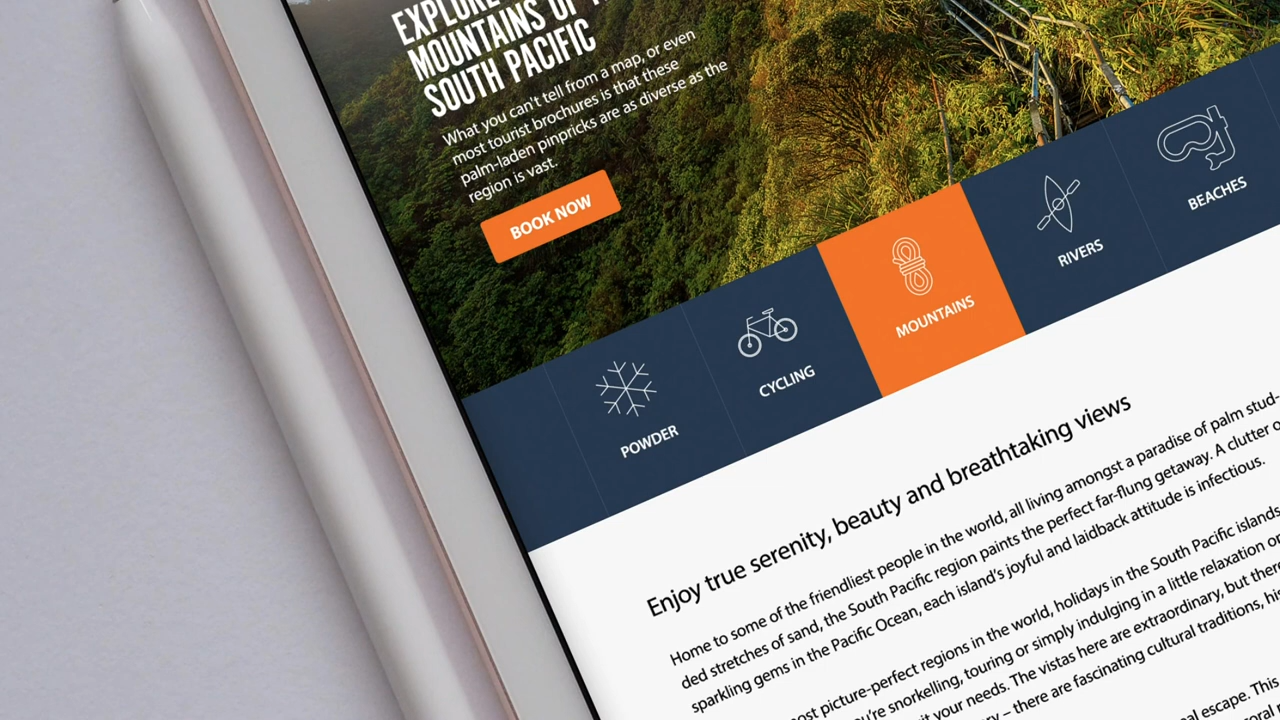 EXPLORE
MOUNTAINS OF
SOUTH PACIFIC
What you can't tell from a map, or even
most tourist brochures is that these
palm-laden pinpricks are as diverse as the
region is vast.
BOOK NOW
POWDER
CYCLING
MOUNTAINS
RIVERS
BEACHES
Enjoy true serenity, beauty and breathtaking views
Home to some of the friendliest people in the world, all living amongst a paradise of palm stud-
ded stretches of sand, the South Pacific region paints the perfect far-flung getaway. A clutter
sparkling gems in the Pacific Ocean, each island's joyful and laidback attitude is infectious.
picture-perfect regions in the world, holidays in the South Pacific islands
snorkelling, touring or simply indulging in a little relaxation or
your needs. The vistas here are extraordinary, but
– there are fascinating cultural traditions,
escape. This